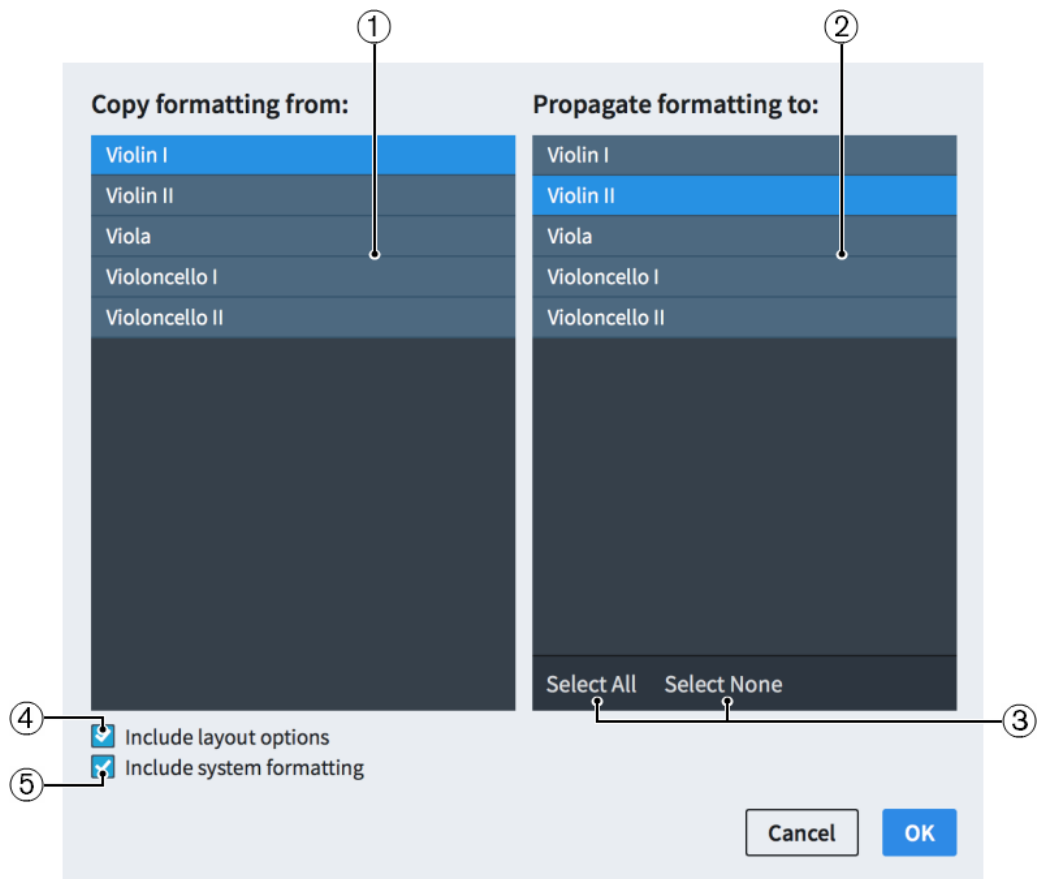 ① ②
Copy formatting from:
Violin I
Violin II
Viola
Violoncello I
Violoncello II
Propagate formatting to:
Violin I
Violin II
Viola
Violoncello I
Violoncello II
Select All Select None
③
④ Include layout options
⑤ Include system formatting
Cancel OK